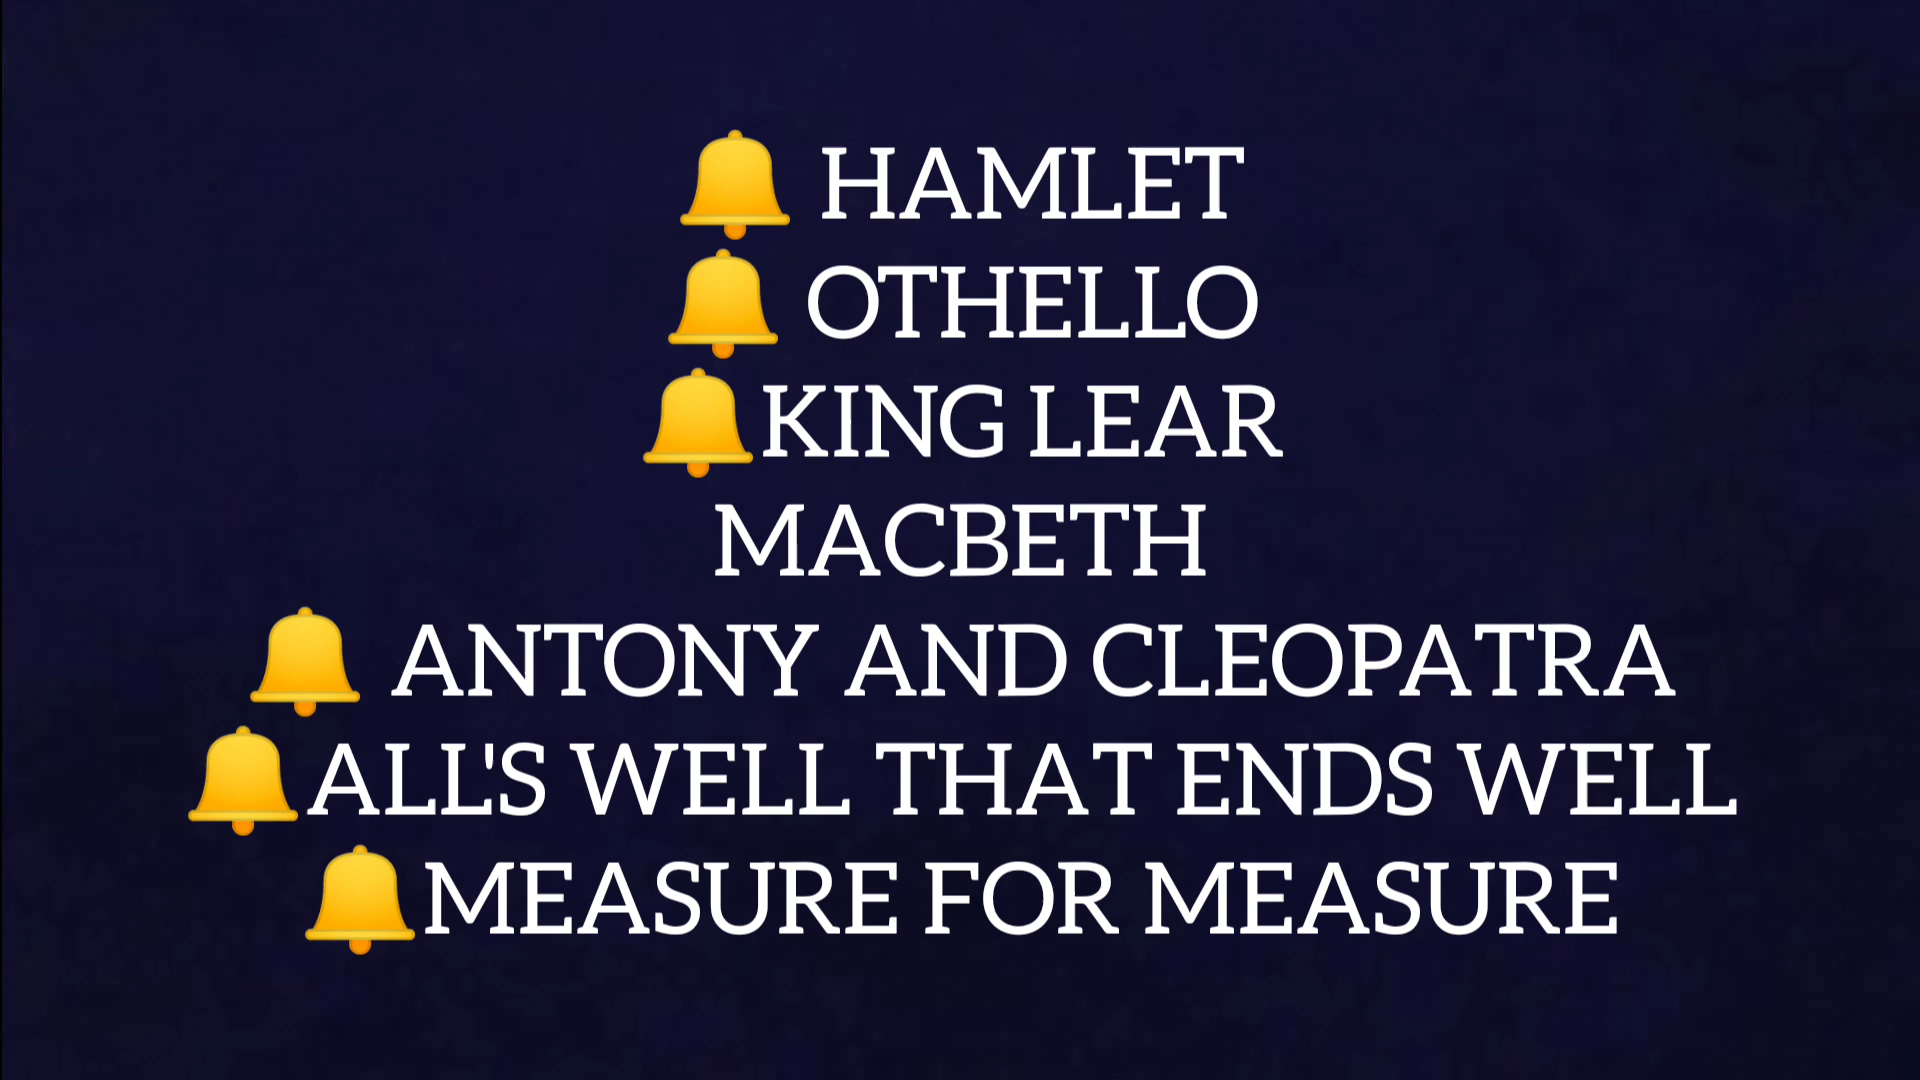 🔔 HAMLET
🔔 OTHELLO
🔔KING LEAR
MACBETH
🔔 ANTONY AND CLEOPATRA
🔔ALL'S WELL THAT ENDS WELL
🔔MEASURE FOR MEASURE